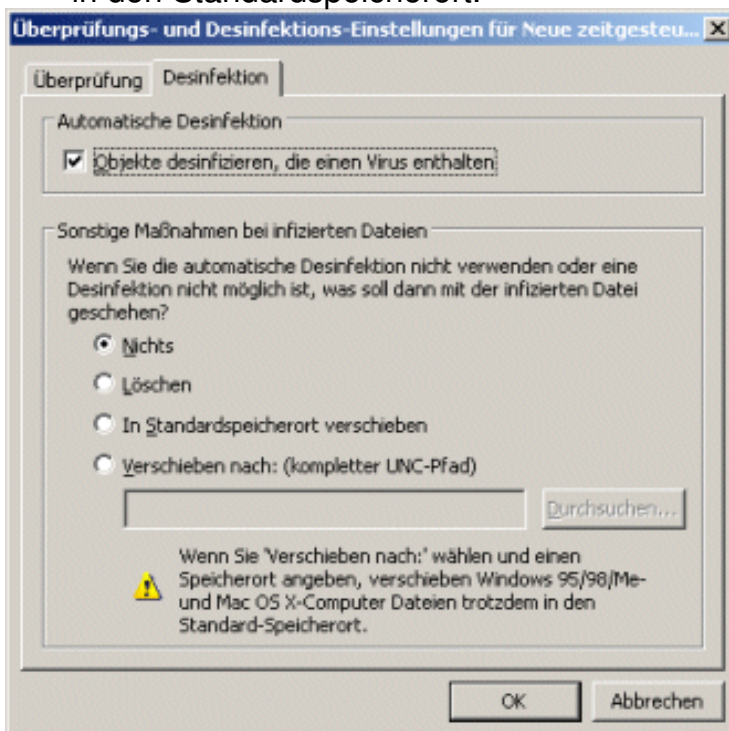 in den Standardspeicherort.
Überprüfungs- und Desinfektions-Einstellungen für Neue zeitgesteu...
Überprüfung
Desinfektion
Automatische Desinfektion
Objekte desinfizieren, die einen Virus enthalten
Sonstige Maßnahmen bei infizierten Dateien
Wenn Sie die automatische Desinfektion nicht verwenden oder eine
Desinfektion nicht möglich ist, was soll dann mit der infizierten Datei
geschehen?
Nichts
Löschen
In Standardspeicherort verschieben
Verschieben nach: (kompletter UNC-Pfad)
Durchsuchen...
Wenn Sie 'Verschieben nach:' wählen und einen
Speicherort angeben, verschieben Windows 95/98/Me-
und Mac OS X-Computer Dateien trotzdem in den
Standard-Speicherort.
OK
Abbrechen